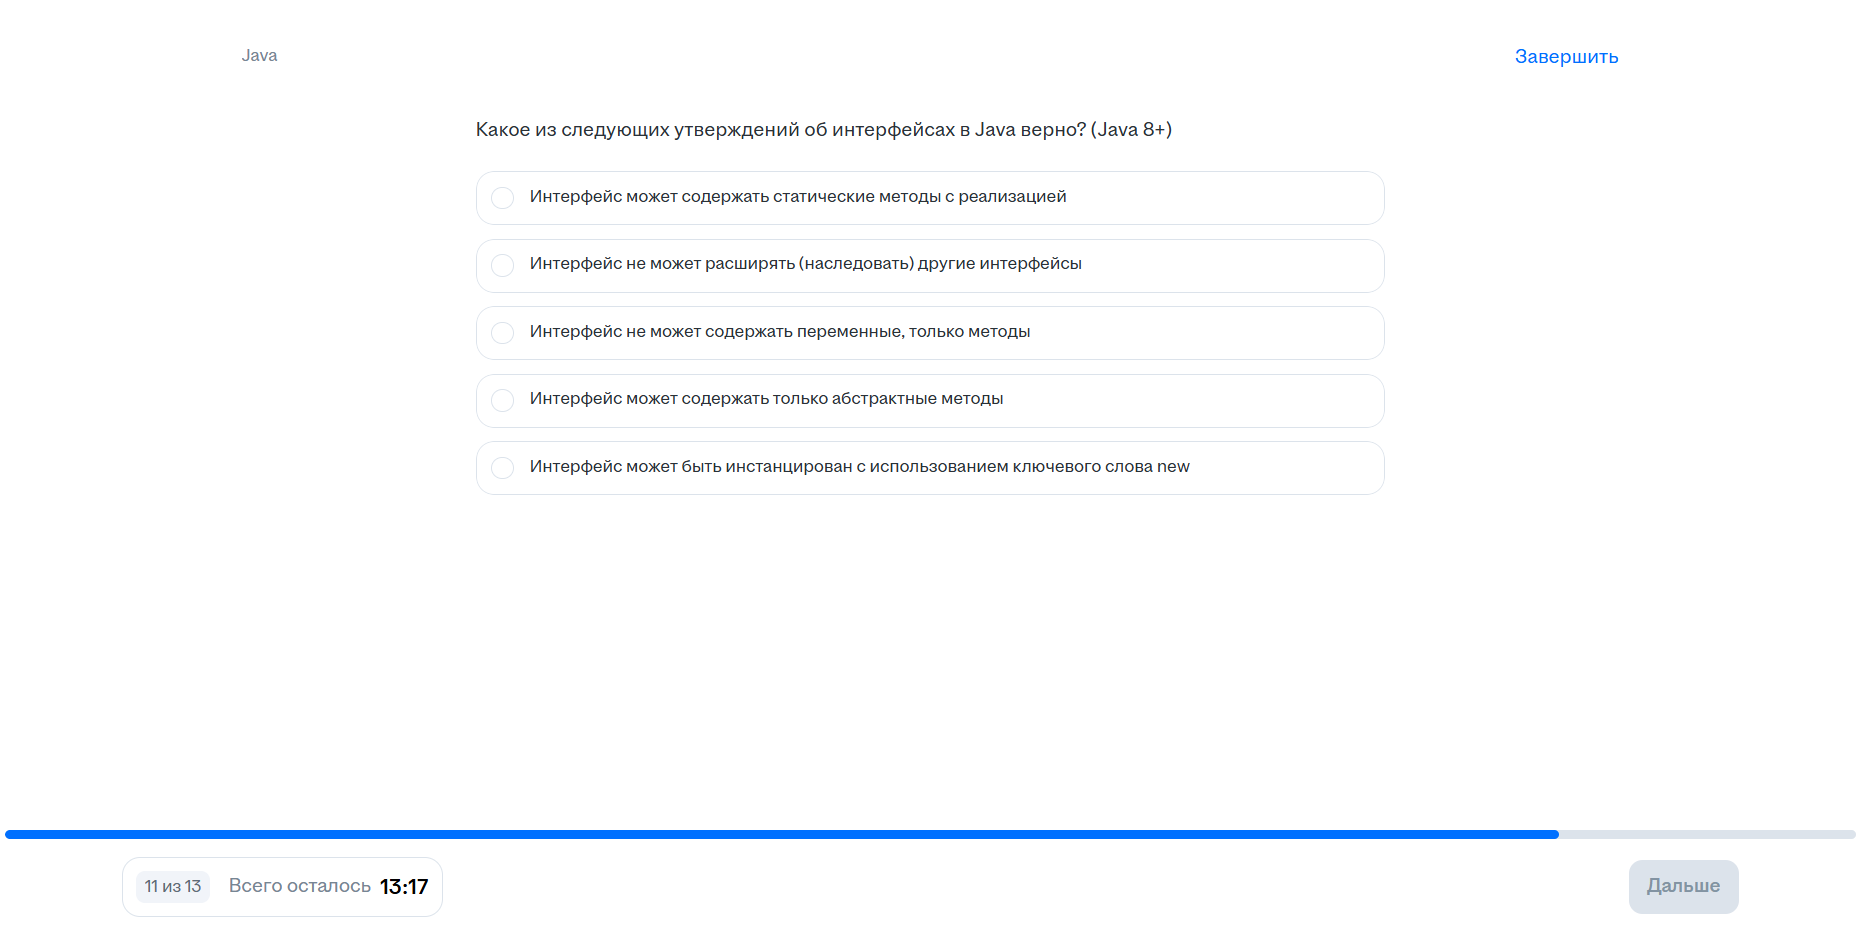 Java
Завершить
Какое из следующих утверждений об интерфейсах в Java верно? (Java 8+)
Интерфейс может содержать статические методы с реализацией
Интерфейс не может расширять (наследовать) другие интерфейсы
Интерфейс не может содержать переменные, только методы
Интерфейс может содержать только абстрактные методы
Интерфейс может быть инстанцирован с использованием ключевого слова new
11 из 13 Всего осталось 13:17
Дальше